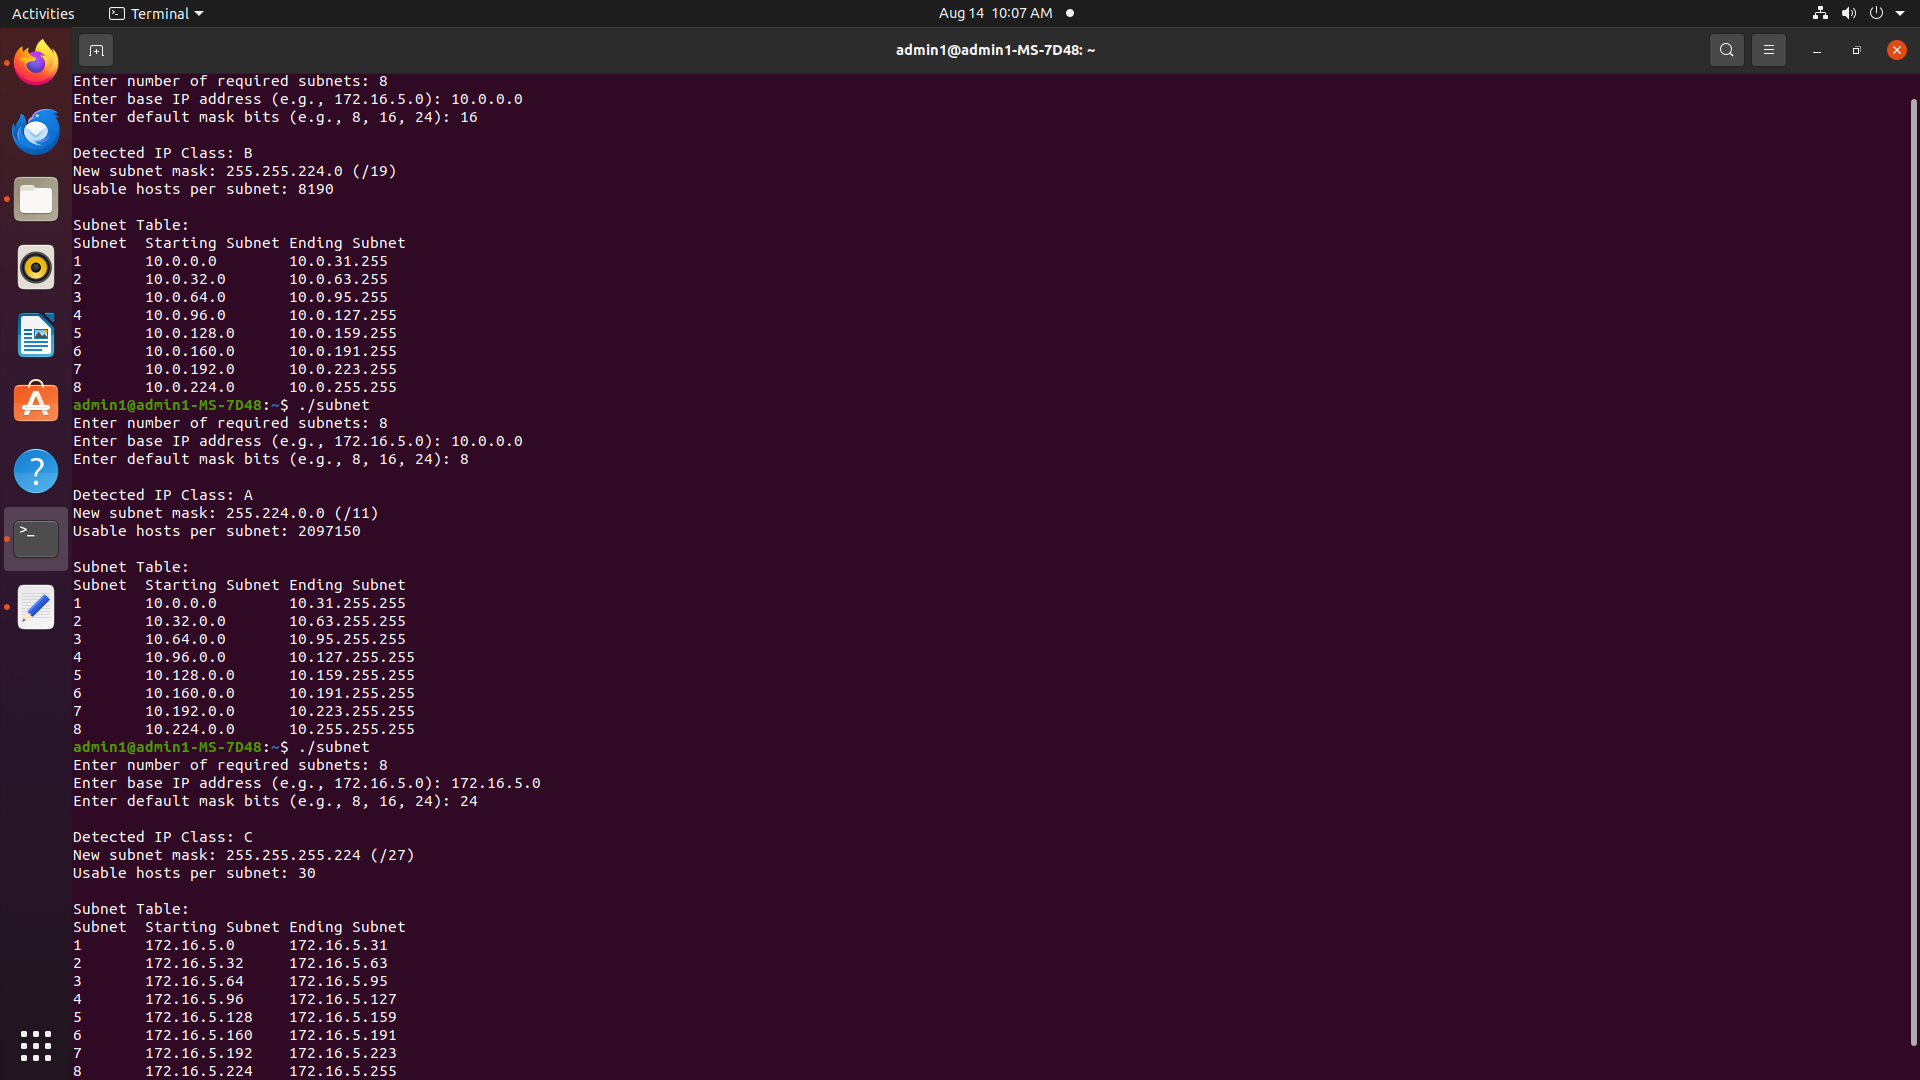 Activities
Terminal
Aug 14 10:07 AM
admin1@admin1-MS-7D48: ~
Enter number of required subnets: 8
Enter base IP address (e.g., 172.16.5.0): 10.0.0.0
Enter default mask bits (e.g., 8, 16, 24): 16
Detected IP Class: B
New subnet mask: 255.255.224.0 (/19)
Usable hosts per subnet: 8190
Subnet Table:
Subnet Starting Subnet Ending Subnet
1 10.0.0.0 10.0.31.255
2 10.0.32.0 10.0.63.255
3 10.0.64.0 10.0.95.255
4 10.0.96.0 10.0.127.255
5 10.0.128.0 10.0.159.255
6 10.0.160.0 10.0.191.255
7 10.0.192.0 10.0.223.255
8 10.0.224.0 10.0.255.255
admin1@admin1-MS-7D48:~$ ./subnet
Enter number of required subnets: 8
Enter base IP address (e.g., 172.16.5.0): 10.0.0.0
Enter default mask bits (e.g., 8, 16, 24): 8
Detected IP Class: A
New subnet mask: 255.224.0.0 (/11)
Usable hosts per subnet: 2097150
Subnet Table:
Subnet Starting Subnet Ending Subnet
1 10.0.0.0 10.31.255.255
2 10.32.0.0 10.63.255.255
3 10.64.0.0 10.95.255.255
4 10.96.0.0 10.127.255.255
5 10.128.0.0 10.159.255.255
6 10.160.0.0 10.191.255.255
7 10.192.0.0 10.223.255.255
8 10.224.0.0 10.255.255.255
admin1@admin1-MS-7D48:~$ ./subnet
Enter number of required subnets: 8
Enter base IP address (e.g., 172.16.5.0): 172.16.5.0
Enter default mask bits (e.g., 8, 16, 24): 24
Detected IP Class: C
New subnet mask: 255.255.255.224 (/27)
Usable hosts per subnet: 30
Subnet Table:
Subnet Starting Subnet Ending Subnet
1 172.16.5.0 172.16.5.31
2 172.16.5.32 172.16.5.63
3 172.16.5.64 172.16.5.95
4 172.16.5.96 172.16.5.127
5 172.16.5.128 172.16.5.159
6 172.16.5.160 172.16.5.191
7 172.16.5.192 172.16.5.223
8 172.16.5.224 172.16.5.255